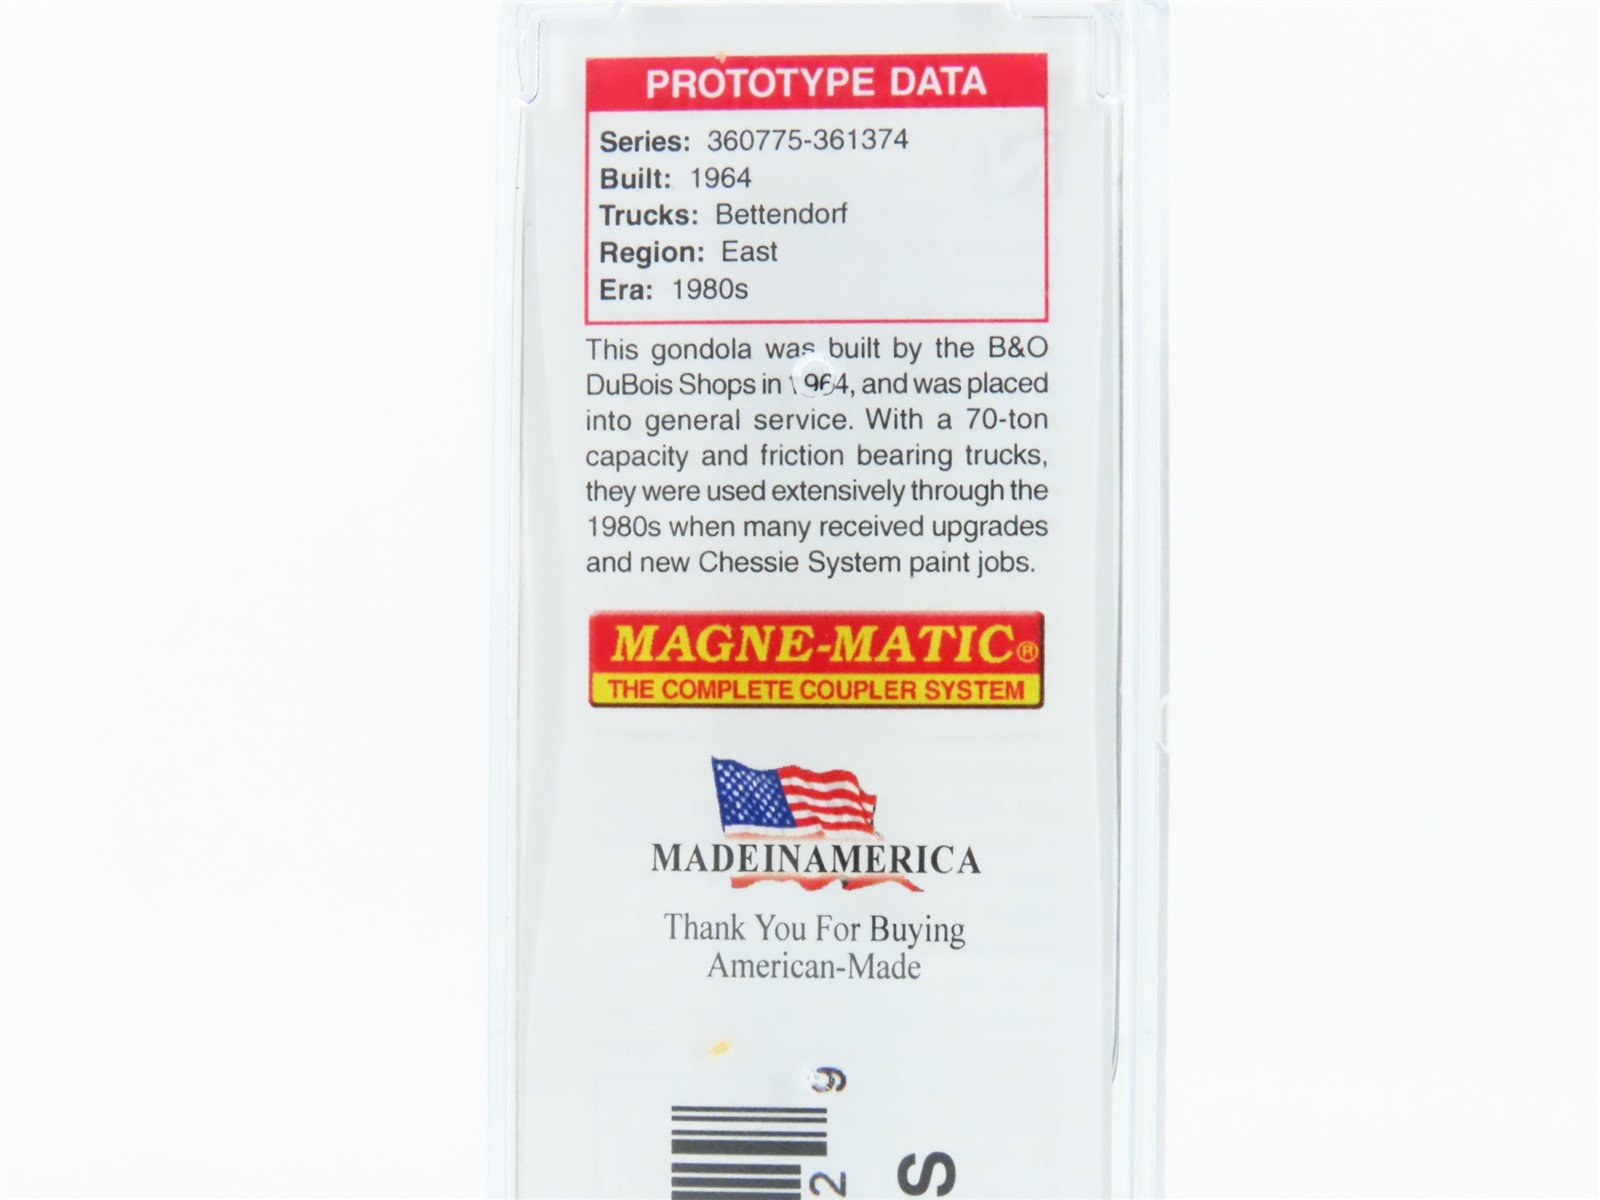 PROTOTYPE DATA
Series: 360775-361374
Built: 1964
Trucks: Bettendorf
Region: East
Era: 1980s
This gondola was built by the B&O
DuBois Shops in 1964, and was placed
into general service. With a 70-ton
capacity and friction bearing trucks,
they were used extensively through the
1980s when many received upgrades
and new Chessie System paint jobs.
MAGNE-MATIC®
THE COMPLETE COUPLER SYSTEM
MADEINAMERICA
Thank You For Buying
American-Made
9
2
S